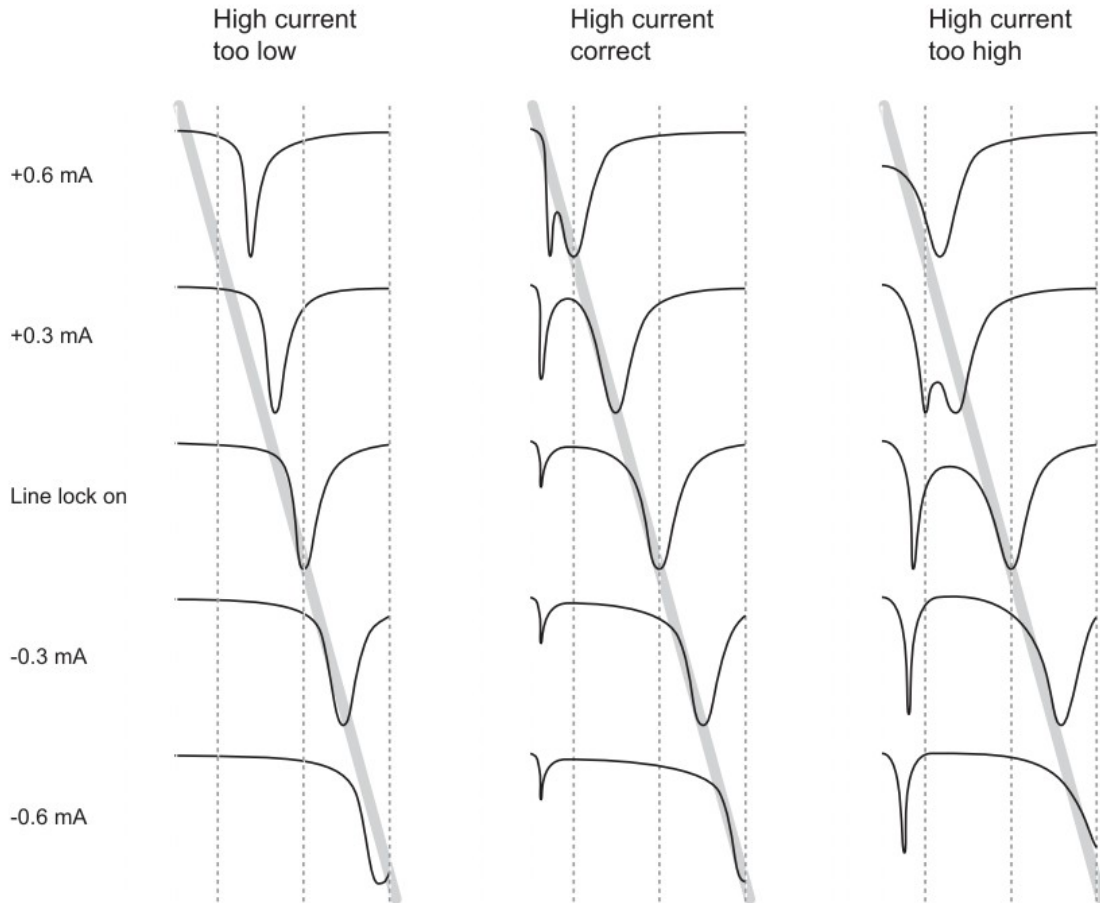 High current
too low
High current
correct
High current
too high
+0.6 mA
+0.3 mA
Line lock on
-0.3 mA
-0.6 mA